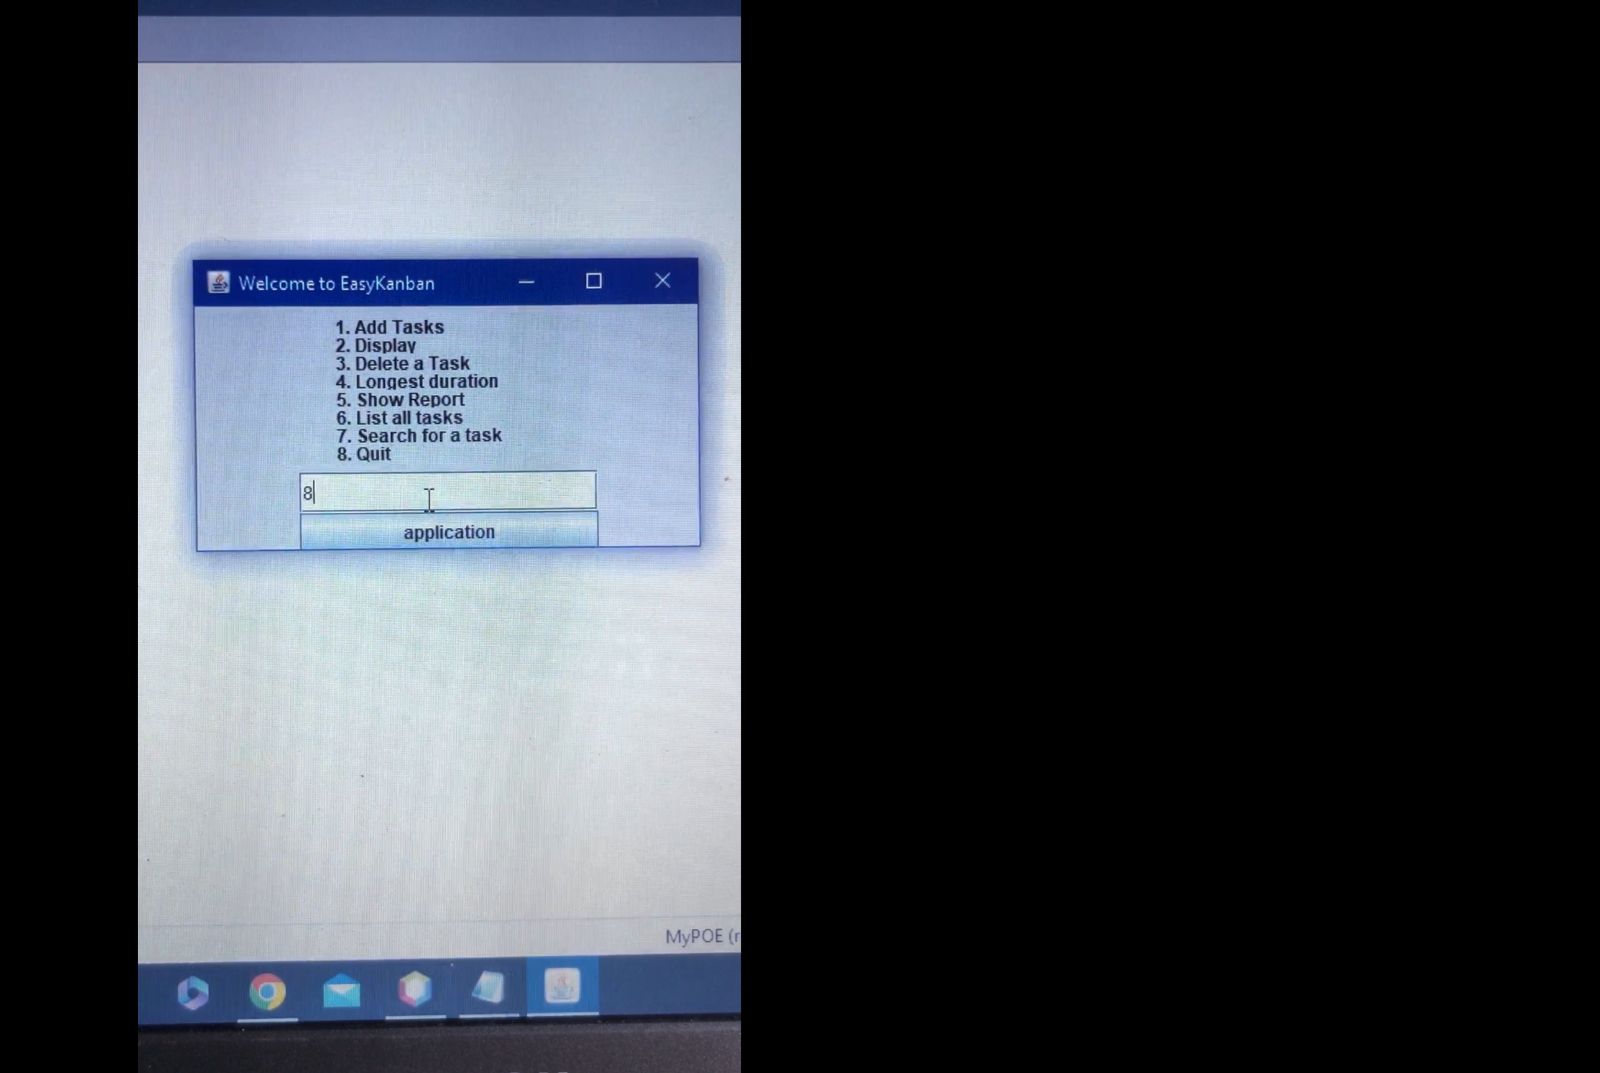 Welcome to EasyKanban
1. Add Tasks
2. Display
3. Delete a Task
4. Longest duration
5. Show Report
6. List all tasks
7. Search for a task
8. Quit
8
application
MyPOE (r